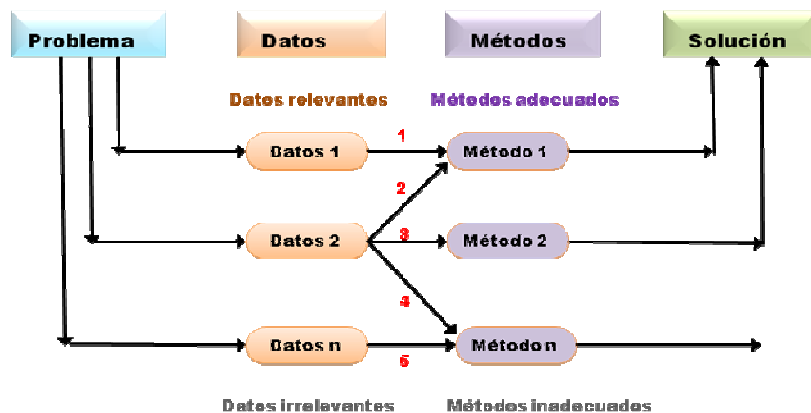 Problema Datos Métodos Solución
Datos relevantes Métodos adecuados
1
Datos 1 Método 1
2
Datos 2 3 Método 2
4
Datos n Método n
5
Datos irrelevantes Métodos inadecuados